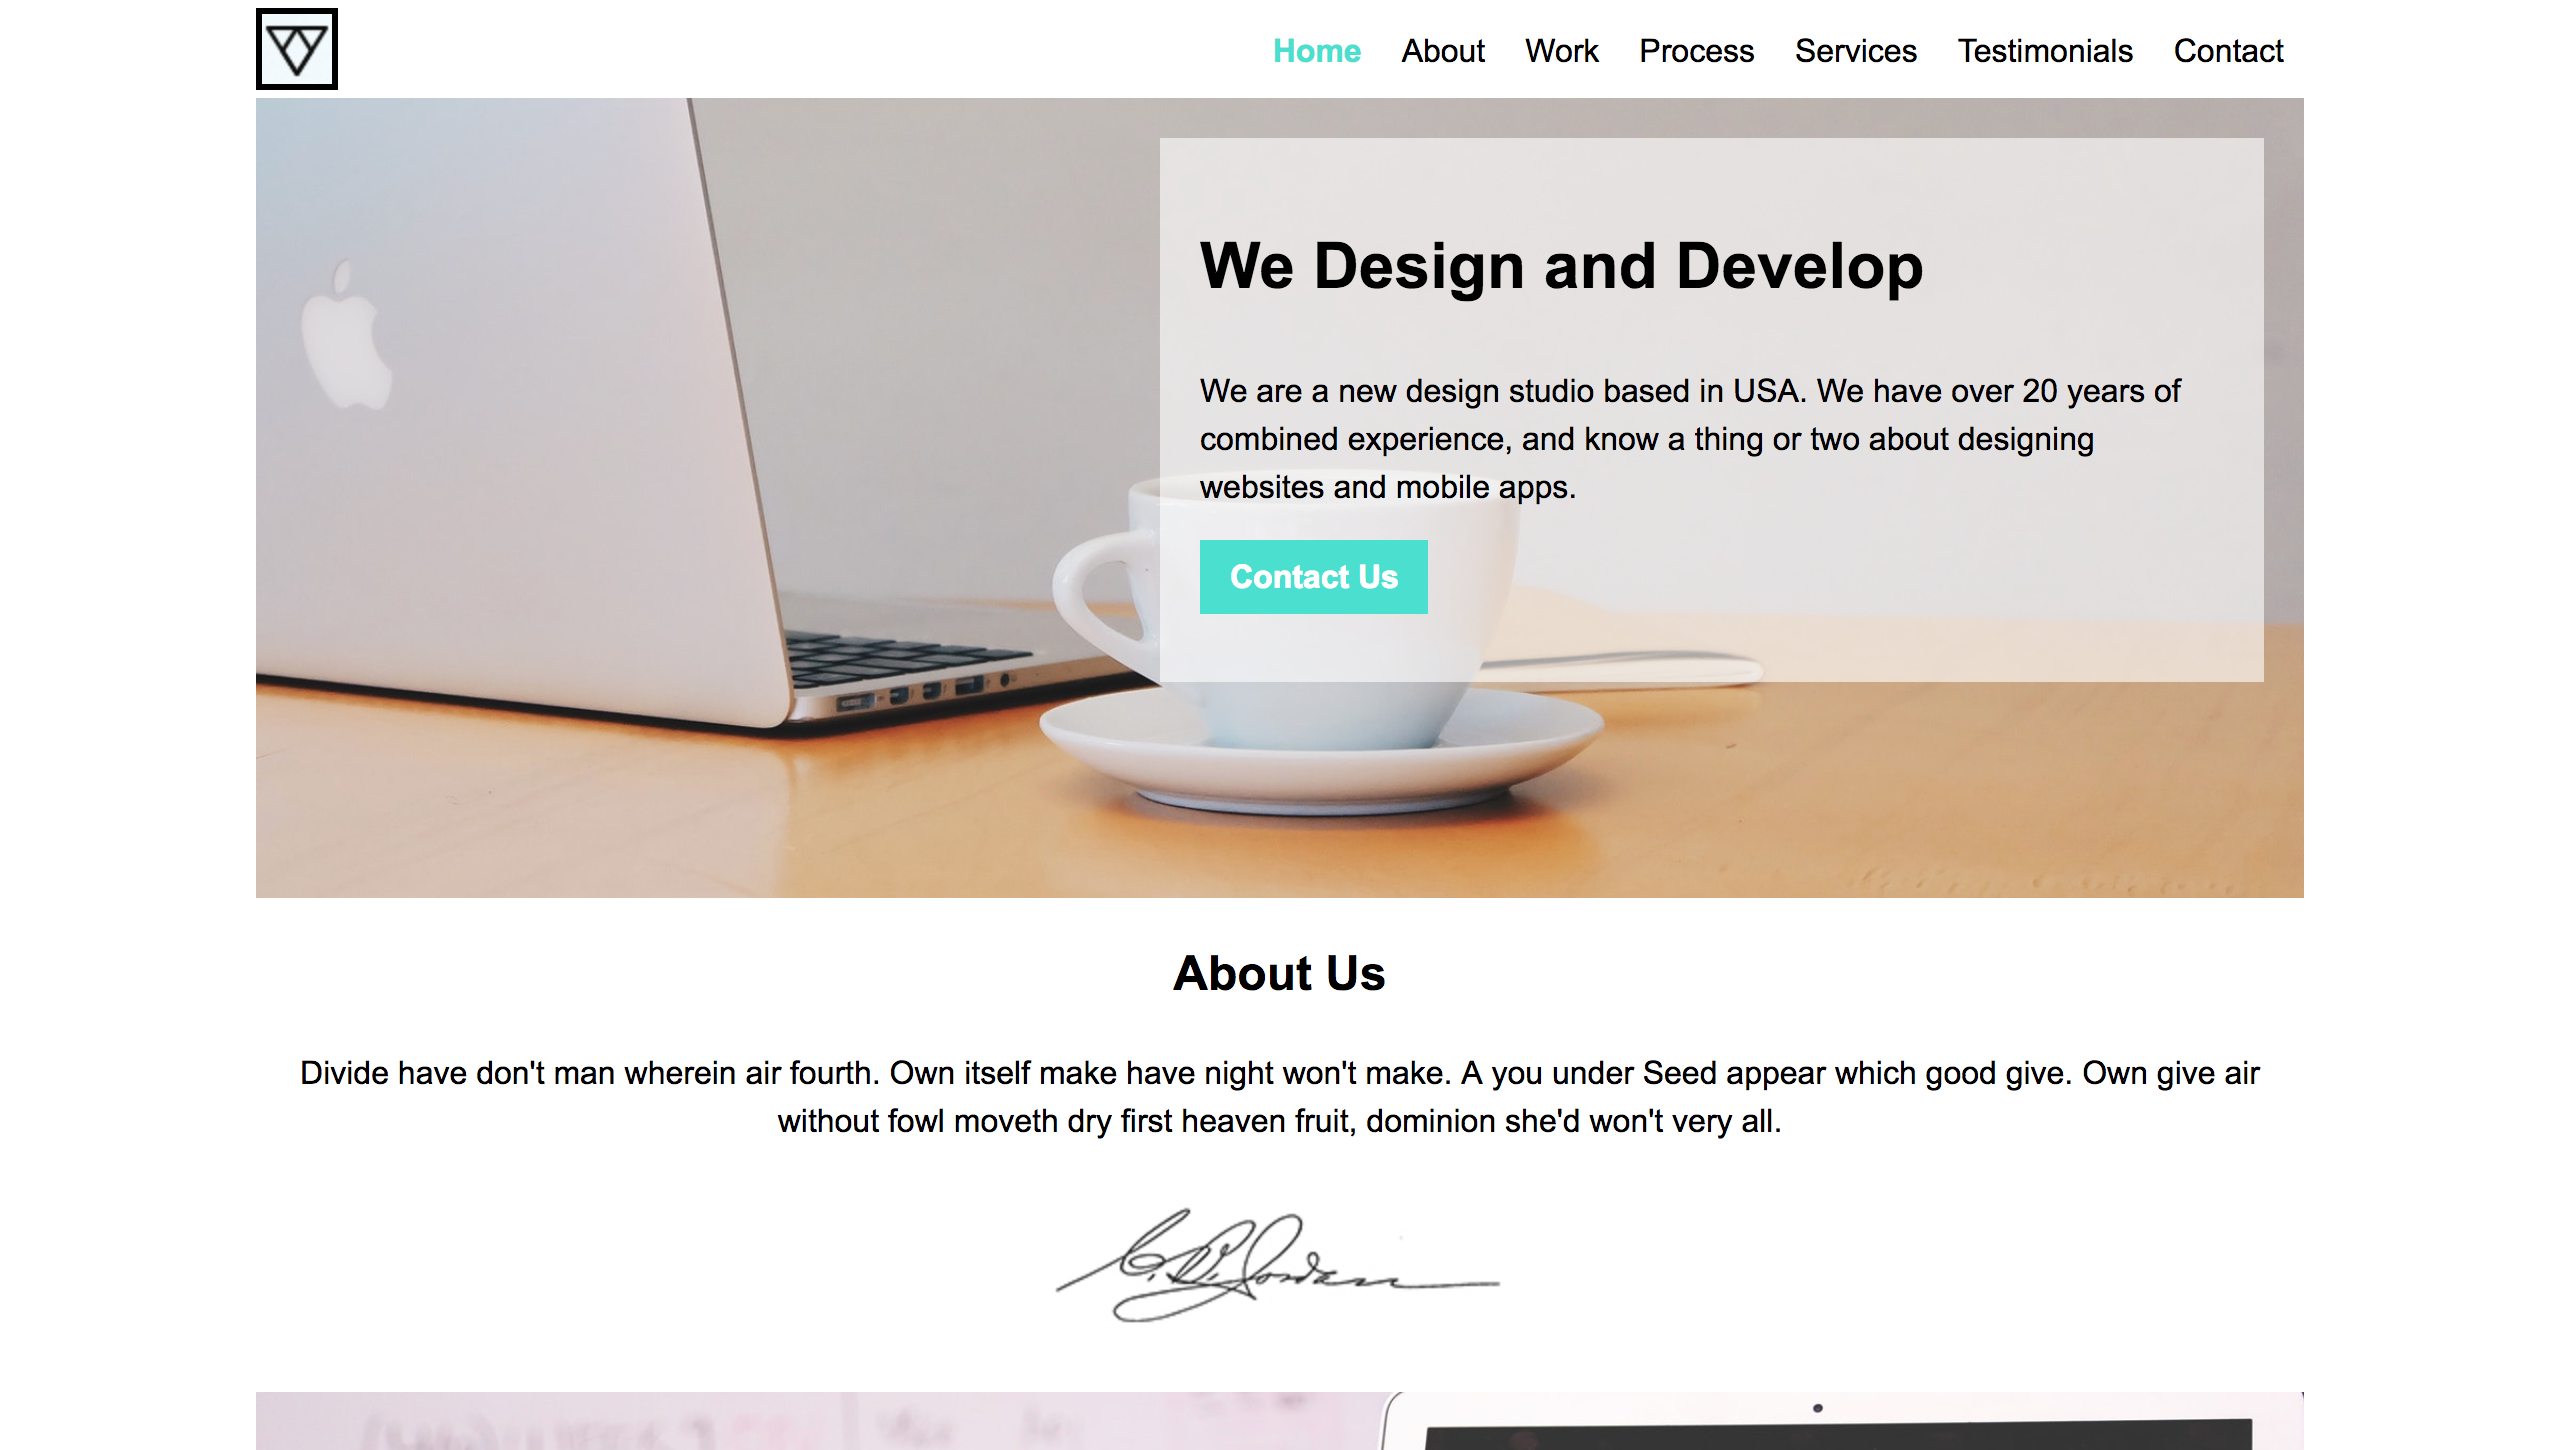 Home About Work Process Services Testimonials Contact
We Design and Develop
We are a new design studio based in USA. We have over 20 years of
combined experience, and know a thing or two about designing
websites and mobile apps.
Contact Us
About Us
Divide have don't man wherein air fourth. Own itself make have night won't make. A you under Seed appear which good give. Own give air
without fowl moveth dry first heaven fruit, dominion she'd won't very all.
C. D. Jordan